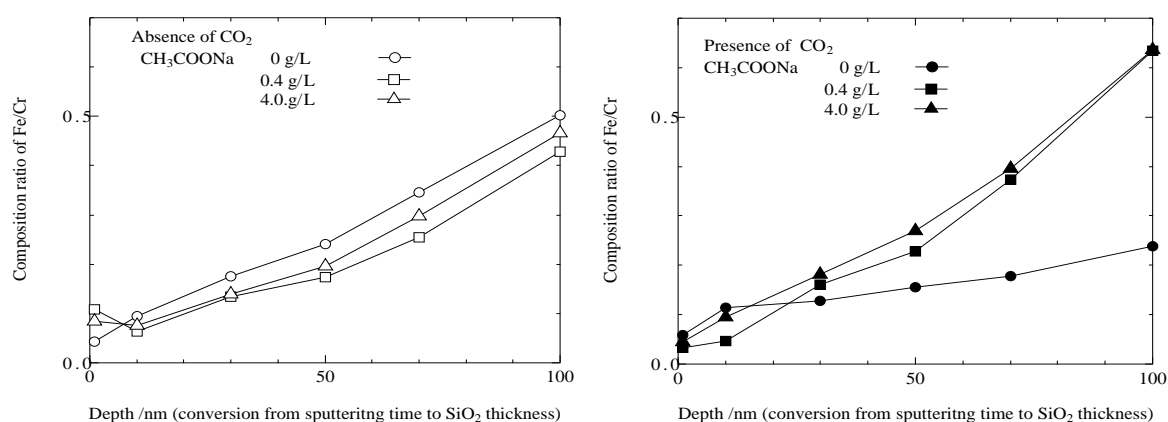 Composition ratio of Fe/Cr
Absence of CO2
CH3COONa 0 g/L
0.4 g/L
4.0.g/L
0.5
0.0
0 50 100
Depth /nm (conversion from sputteritng time to SiO2 thickness)
Composition ratio of Fe/Cr
Presence of CO2
CH3COONa 0 g/L
0.4 g/L
4.0 g/L
0.5
0.0
0 50 100
Depth /nm (conversion from sputteritng time to SiO2 thickness)